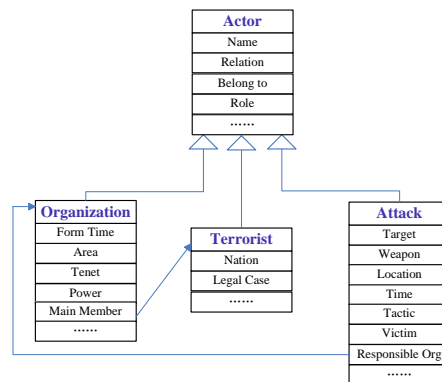 Actor
Name
Relation
Belong to
Role
……
Organization
Form Time
Area
Tenet
Power
Main Member
……
Terrorist
Nation
Legal Case
……
Attack
Target
Weapon
Location
Time
Tactic
Victim
Responsible Org
……